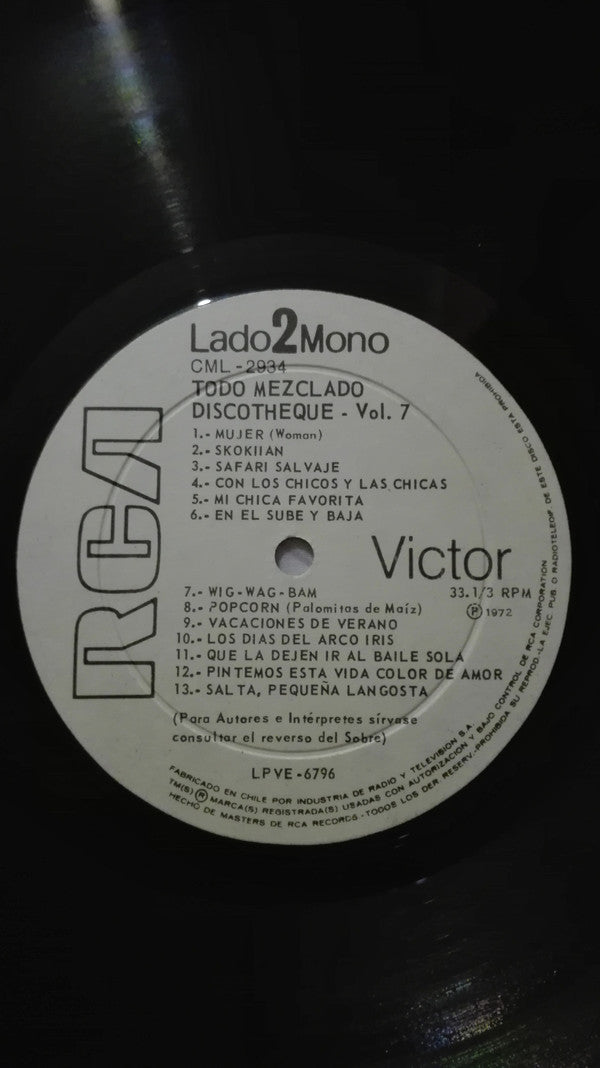 Lado 2 Mono
CML - 2934
TODO MEZCLADO
DISCOTHEQUE - Vol. 7
1.- MUJER (Woman)
2.- SKOKIIAN
3.- SAFARI SALVAJE
4.- CON LOS CHICOS Y LAS CHICAS
5.- MI CHICA FAVORITA
6.- EN EL SUBE Y BAJA
RCA
Victor
33.1/3 RPM
Ⓟ 1972
7.- WIG-WAG-BAM
8.- POPCORN (Palomitas de Maíz)
9.- VACACIONES DE VERANO
10.- LOS DIAS DEL ARCO IRIS
11.- QUE LA DEJEN IR AL BAILE SOLA
12.- PINTEMOS ESTA VIDA COLOR DE AMOR
13.- SALTA, PEQUEÑA LANGOSTA
(Para Autores e Intérpretes sírvase
consultar el reverso del Sobre)
LPVE-6796
FABRICADO EN CHILE POR INDUSTRIA DE RADIO Y TELEVISION S.A.
TM(S) ® MARCA(S) REGISTRADA(S) USADAS CON AUTORIZACION Y BAJO CONTROL DE RCA CORPORATION
HECHO DE MASTERS DE RCA RECORDS - TODOS LOS DER RESERV.-PROHIBIDA SU REPROD.-LA EJEC PUB. O RADIOTELEDIF. DE ESTE DISCO ESTA PROHIBIDA